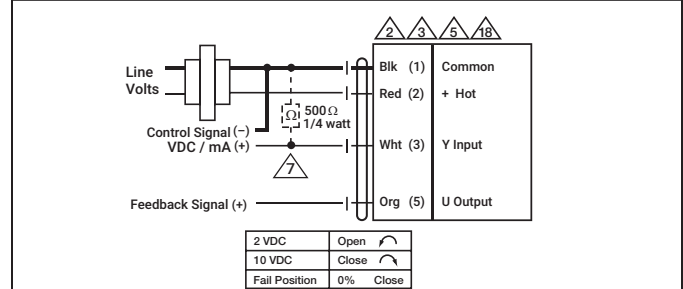 2 3 5 18
Line
Volts
Blk (1) Common
Red (2) + Hot
Ω 500Ω
1/4 watt
Control Signal (−)
VDC / mA (+)
Wht (3) Y Input
7
Feedback Signal (+)
Org (5) U Output
2 VDC Open
10 VDC Close
Fail Position 0% Close